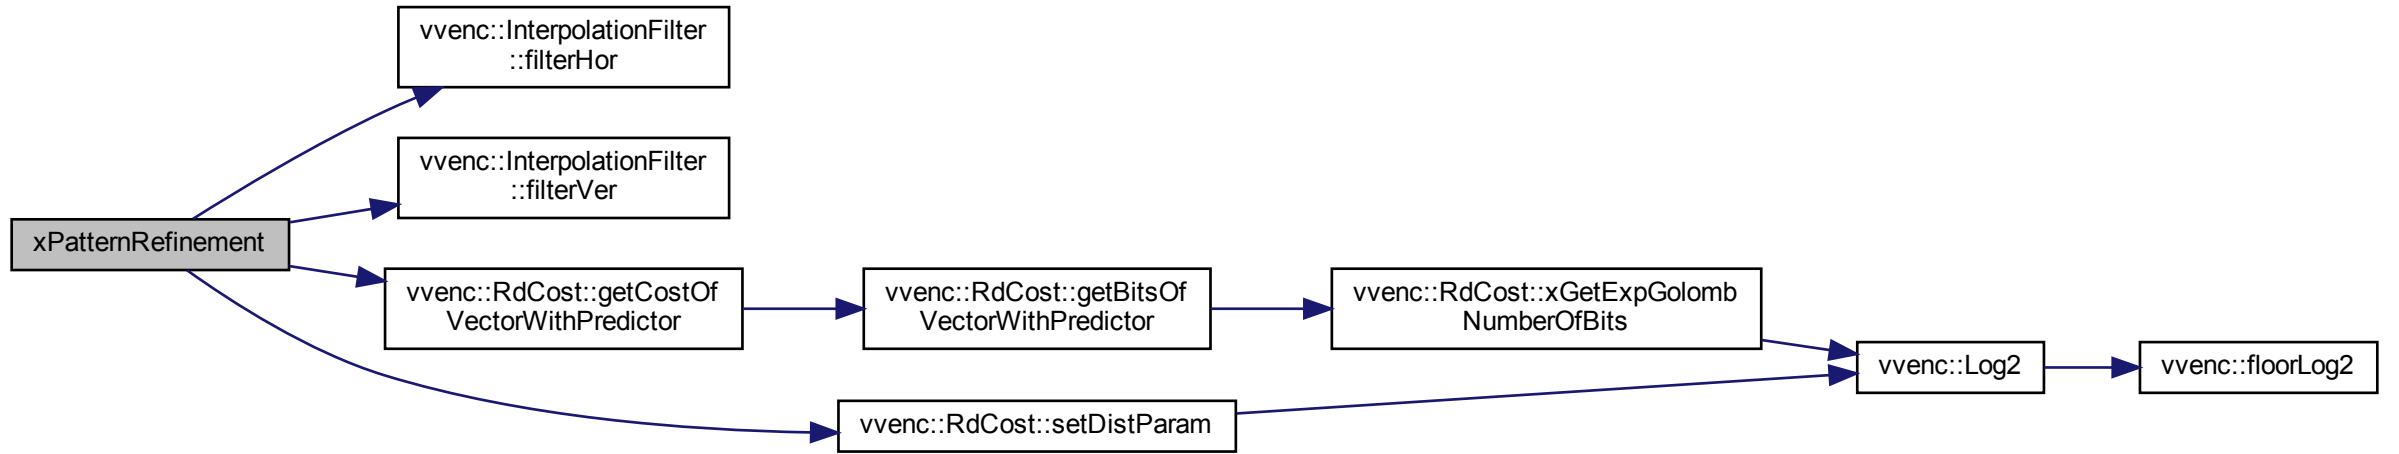 vvenc::InterpolationFilter
::filterHor
vvenc::InterpolationFilter
::filterVer
xPatternRefinement
vvenc::RdCost::getCostOf
VectorWithPredictor
vvenc::RdCost::getBitsOf
VectorWithPredictor
vvenc::RdCost::xGetExpGolomb
NumberOfBits
vvenc::Log2
vvenc::floorLog2
vvenc::RdCost::setDistParam